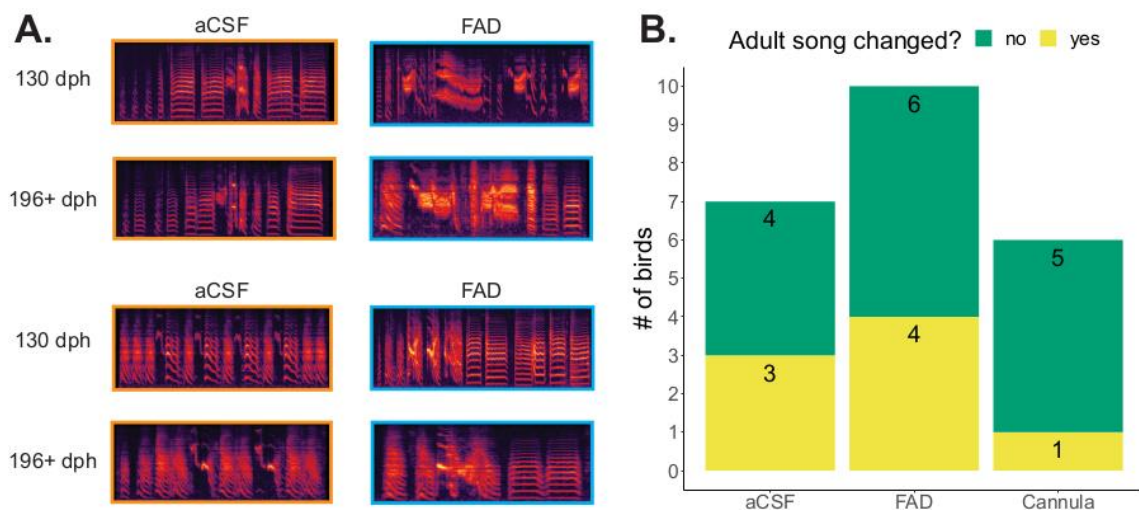 A.
aCSF FAD
130 dph
196+ dph
aCSF FAD
130 dph
196+ dph
B.
Adult song changed? no yes
# of birds
10
9
8
7
6
5
4
3
2
1
0
4
3
6
4
5
1
aCSF FAD Cannula